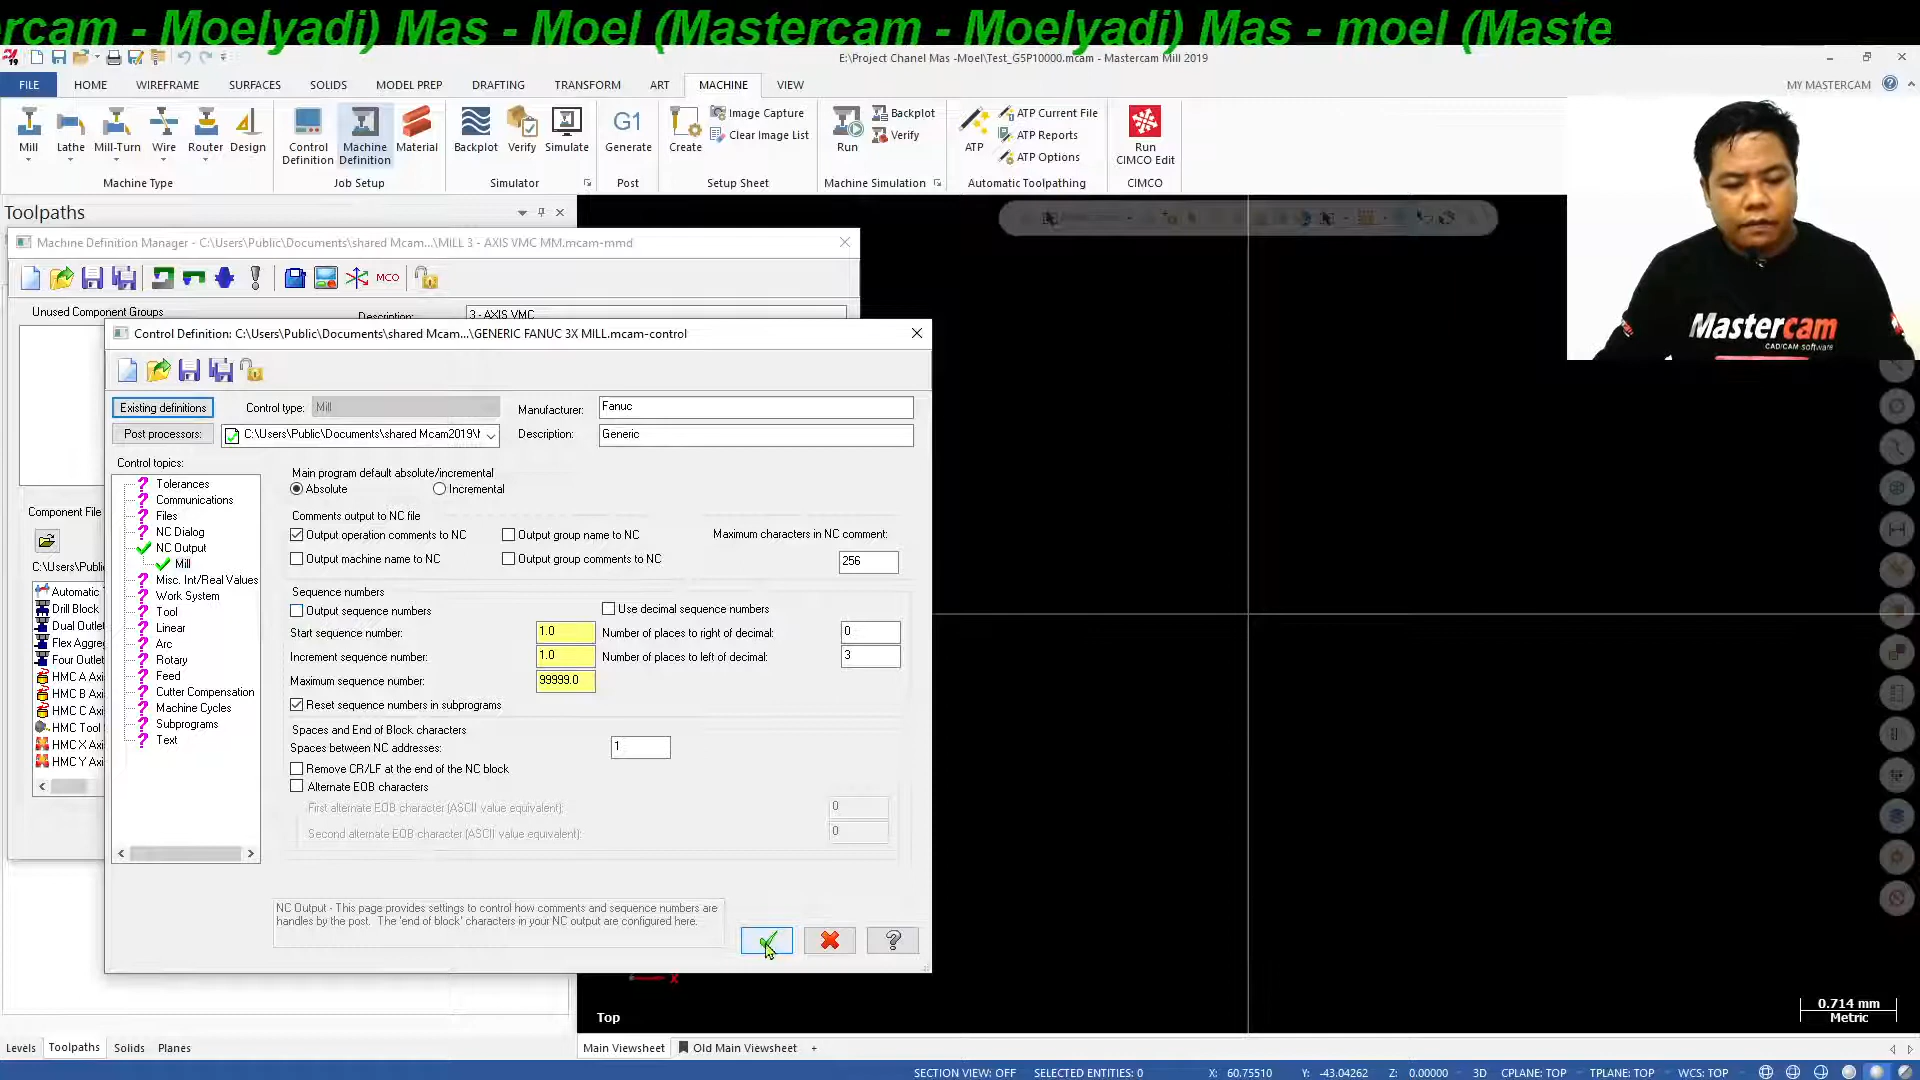 rcam - Moelyadi) Mas - Moel (Mastercam - Moelyadi) Mas - moel (Maste
E:\Project Chanel Mas -Moel\Test_G5P10000.mcam - Mastercam Mill 2019
FILE HOME WIREFRAME SURFACES SOLIDS MODEL PREP DRAFTING TRANSFORM ART MACHINE VIEW MY MASTERCAM
Mill Lathe Mill-Turn Wire Router Design
Machine Type
Control Definition Machine Definition Material
Job Setup
Backplot Verify Simulate
Simulator
G1 Generate
Post
Create Image Capture Clear Image List
Setup Sheet
Run Backplot Verify
Machine Simulation
ATP ATP Current File ATP Reports ATP Options
Automatic Toolpathing
Run CIMCO Edit
CIMCO
Toolpaths
Machine Definition Manager - C:\Users\Public\Documents\shared Mcam...\MILL 3 - AXIS VMC MM.mcam-mmd
MCO
Unused Component Groups
Description: 3 - AXIS VMC
Control Definition: C:\Users\Public\Documents\shared Mcam...\GENERIC FANUC 3X MILL.mcam-control
Existing definitions Control type: Mill Manufacturer: Fanuc
Post processors: C:\Users\Public\Documents\shared Mcam2019\ Description: Generic
Control topics:
Tolerances
Communications
Files
NC Dialog
NC Output
Mill
Misc. Int/Real Values
Work System
Tool
Linear
Arc
Rotary
Feed
Cutter Compensation
Machine Cycles
Subprograms
Text
Main program default absolute/incremental
Absolute Incremental
Comments output to NC file
Output operation comments to NC Output group name to NC Maximum characters in NC comment:
Output machine name to NC Output group comments to NC 256
Sequence numbers
Output sequence numbers Use decimal sequence numbers
Start sequence number: 1.0 Number of places to right of decimal: 0
Increment sequence number: 1.0 Number of places to left of decimal: 3
Maximum sequence number: 99999.0
Reset sequence numbers in subprograms
Spaces and End of Block characters
Spaces between NC addresses: 1
Remove CR/LF at the end of the NC block
Alternate EOB characters
First alternate EOB character (ASCII value equivalent): 0
Second alternate EOB character (ASCII value equivalent): 0
NC Output - This page provides settings to control how comments and sequence numbers are
handles by the post. The 'end of block' characters in your NC output are configured here.
Component File
C:\Users\Publi
Automatic
Drill Block
Dual Outle
Flex Aggre
Four Outlet
HMC A Axi
HMC B Axi
HMC C Axi
HMC Tool
HMC X Axi
HMC Y Axi
Mastercam
CAD/CAM software
X
Top
0.714 mm
Metric
Levels Toolpaths Solids Planes
Main Viewsheet Old Main Viewsheet +
SECTION VIEW: OFF SELECTED ENTITIES: 0 X: 60.75510 Y: -43.04262 Z: 0.00000 3D CPLANE: TOP TPLANE: TOP WCS: TOP